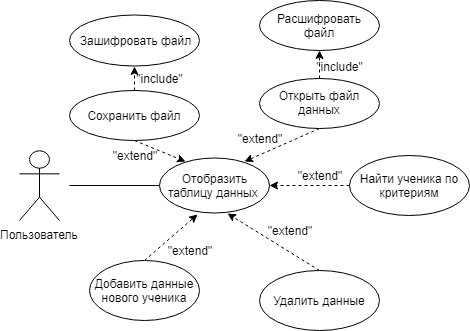 Расшифровать
файл
Зашифровать файл
"include"
"include"
Открыть файл
данных
Сохранить файл
"extend"
"extend"
Отобразить
таблицу данных
"extend"
Найти ученика по
критериям
Пользователь
"extend"
"extend"
Добавить данные
нового ученика
Удалить данные